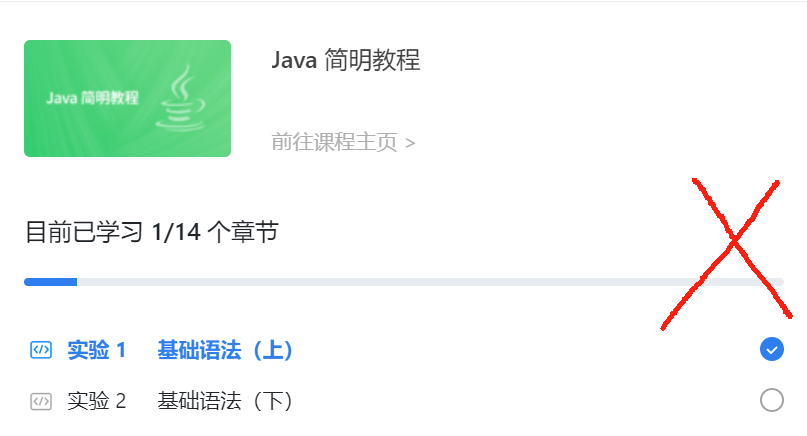 Java 简明教程
Java 简明教程
前往课程主页 >
目前已学习 1/14 个章节
实验 1 基础语法（上）
实验 2 基础语法（下）